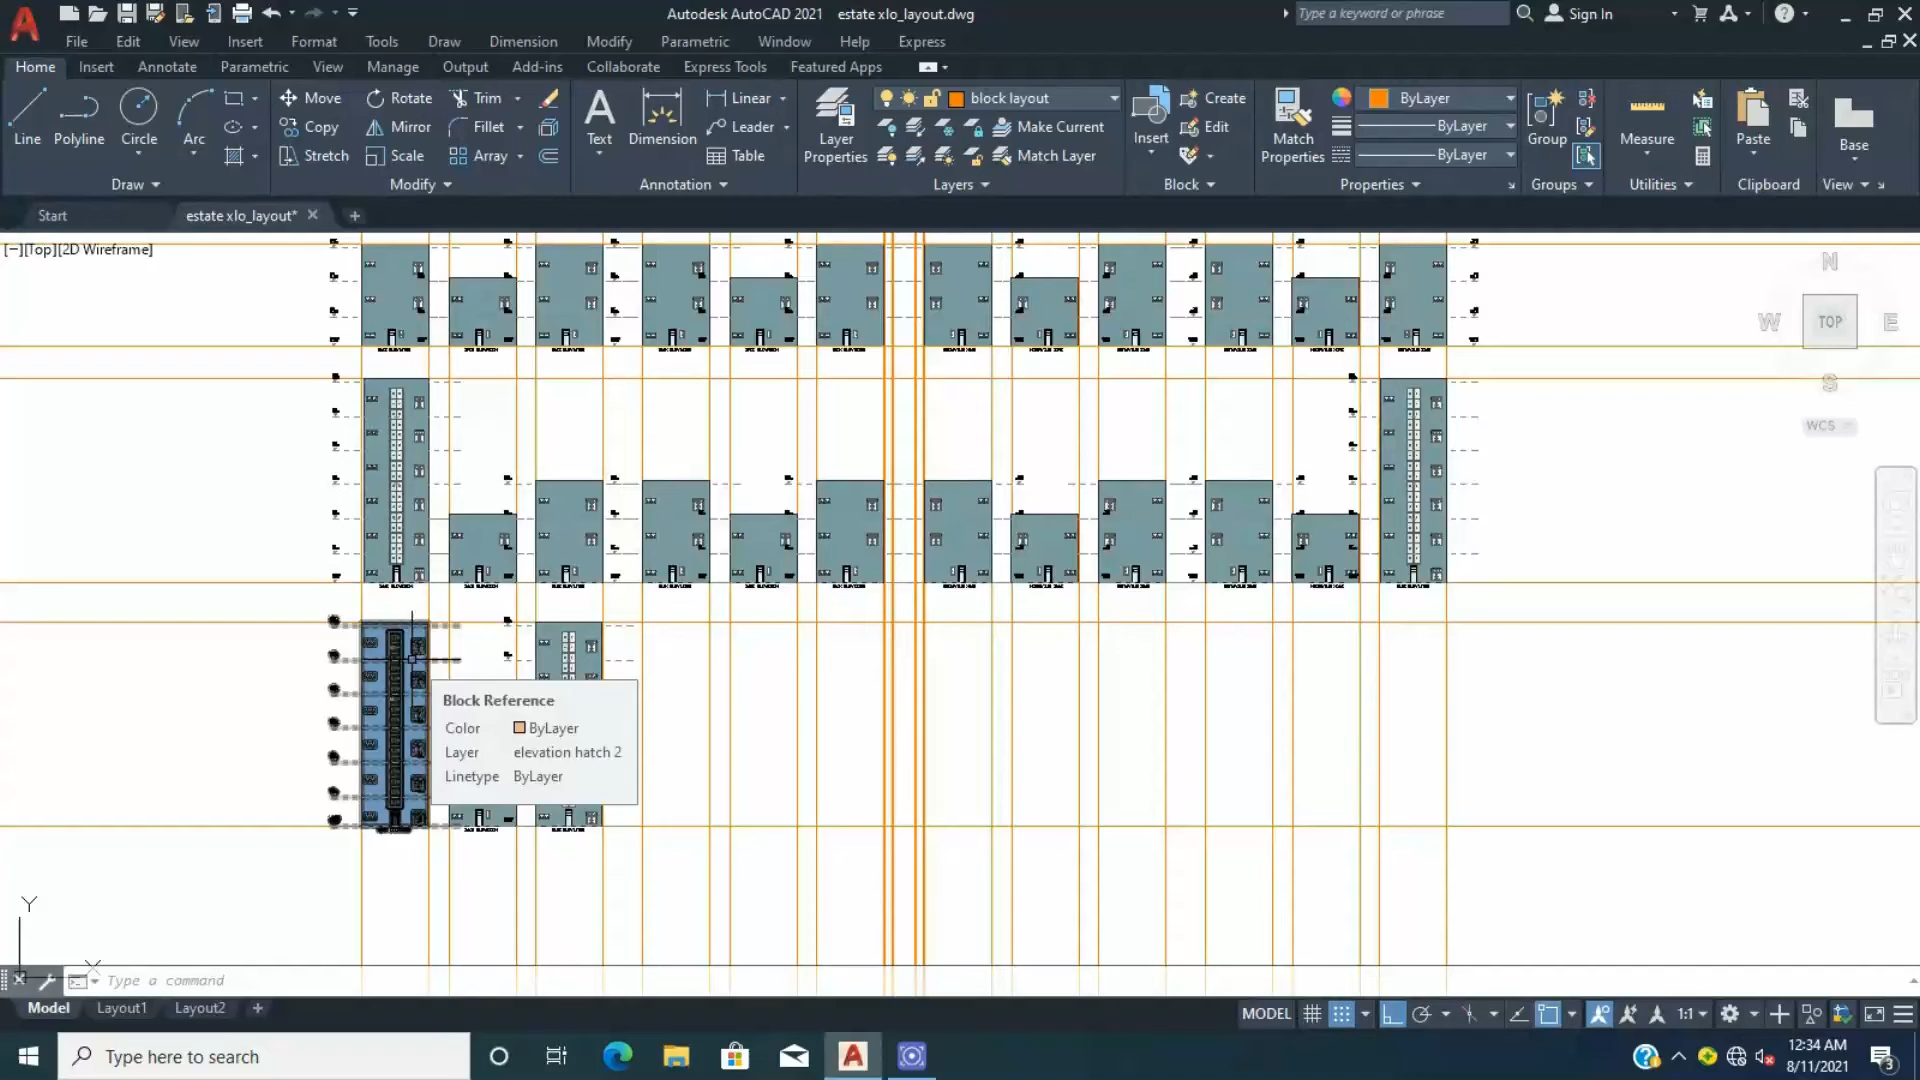 Autodesk AutoCAD 2021 estate xlo_layout.dwg
Type a keyword or phrase
Sign In
File Edit View Insert Format Tools Draw Dimension Modify Parametric Window Help Express
Home Insert Annotate Parametric View Manage Output Add-ins Collaborate Express Tools Featured Apps
Line Polyline Circle Arc
Move Rotate Trim
Copy Mirror Fillet
Stretch Scale Array
Text Dimension
Linear
Leader
Table
Layer Properties
block layout
Make Current
Match Layer
Insert
Create
Edit
Match Properties
ByLayer
ByLayer
ByLayer
Group
Measure
Paste
Base
Draw Modify Annotation Layers Block Properties Groups Utilities Clipboard View
Start estate xlo_layout*
[−][Top][2D Wireframe]
N
W TOP E
S
WCS
Block Reference
Color ByLayer
Layer elevation hatch 2
Linetype ByLayer
Y
X
Type a command
Model Layout1 Layout2
MODEL 1:1
Type here to search
12:34 AM
8/11/2021
3